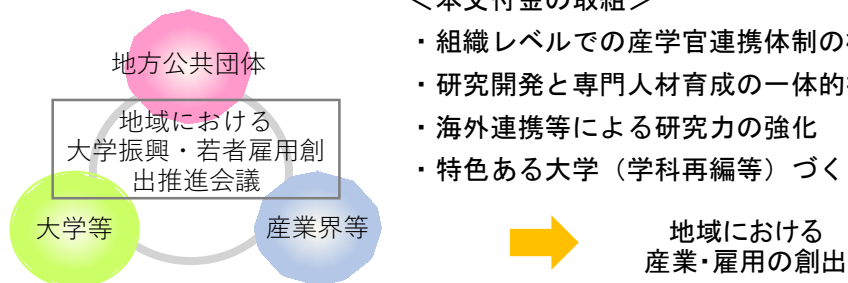 ＜本交付金の取組＞
・組織レベルでの産学官連携体制の
・研究開発と専門人材育成の一体的
・海外連携等による研究力の強化
・特色ある大学（学科再編等）づく
地方公共団体
地域における
大学振興・若者雇用創
出推進会議
大学等
産業界等
地域における
産業・雇用の創出